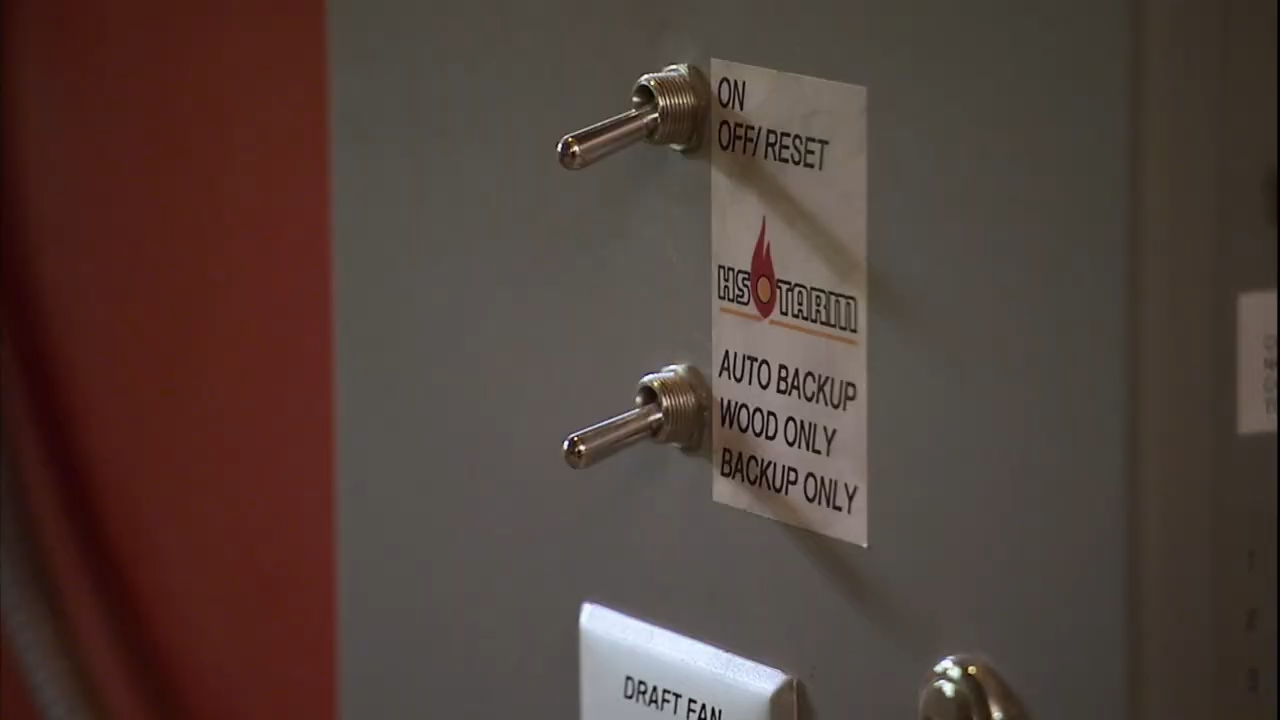 ON
OFF/ RESET
HS TARM
AUTO BACKUP
WOOD ONLY
BACKUP ONLY
DRAFT FAN